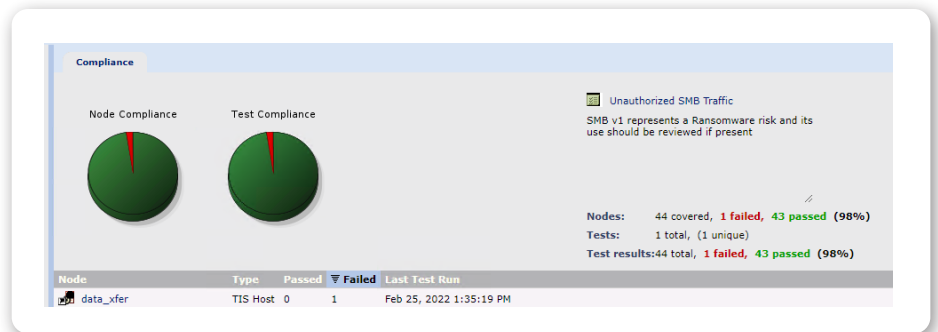 Compliance
Node Compliance
Test Compliance
Unauthorized SMB Traffic
SMB v1 represents a Ransomware risk and its
use should be reviewed if present
Nodes: 44 covered, 1 failed, 43 passed (98%)
Tests: 1 total, (1 unique)
Test results:44 total, 1 failed, 43 passed (98%)
Node Type Passed Failed Last Test Run
data_xfer TIS Host 0 1 Feb 25, 2022 1:35:19 PM